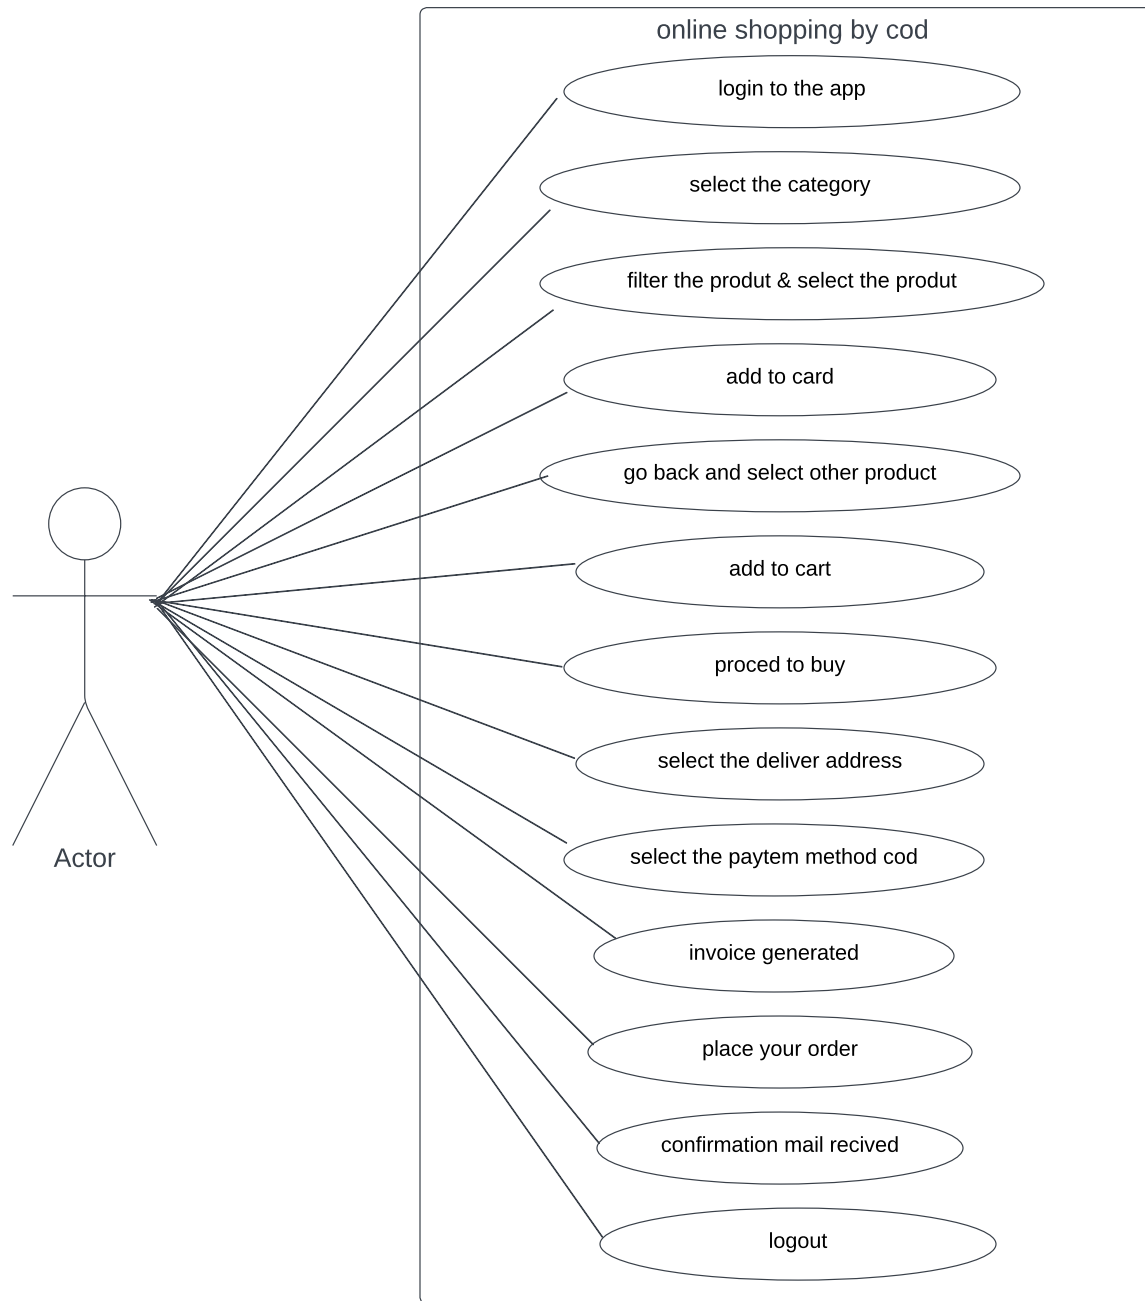 online shopping by cod
login to the app
select the category
filter the produt & select the produt
add to card
go back and select other product
add to cart
proced to buy
select the deliver address
select the paytem method cod
invoice generated
place your order
confirmation mail recived
logout
Actor